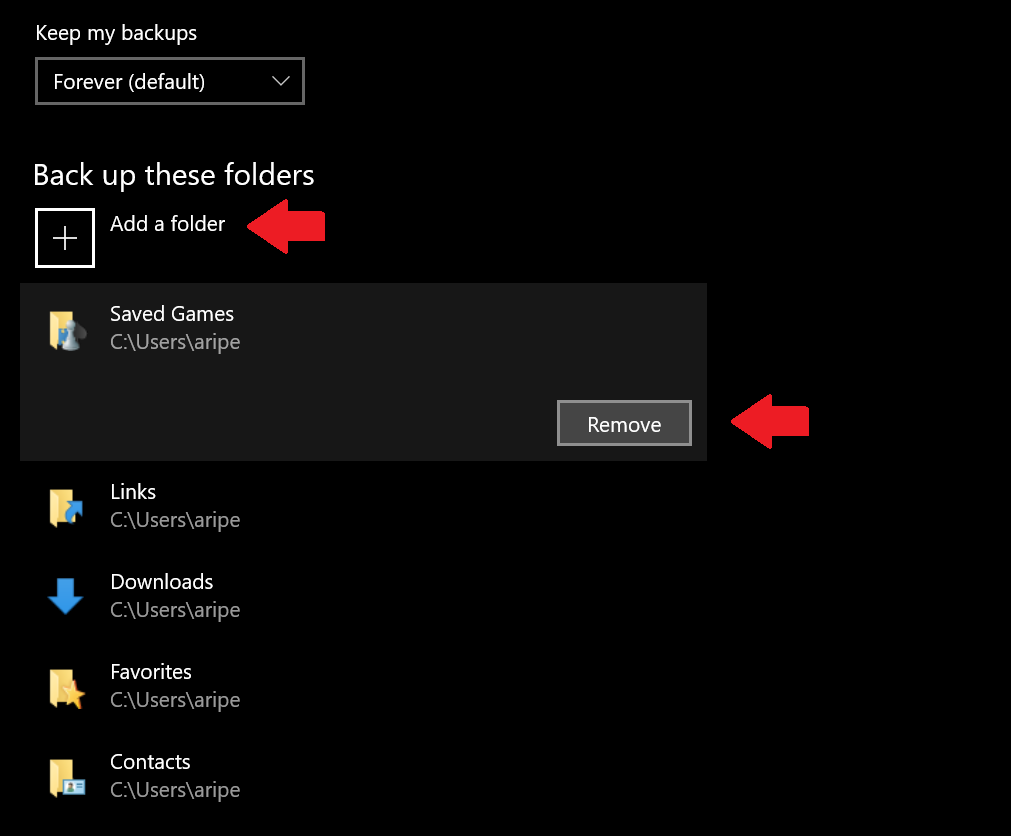 Keep my backups
Forever (default)
Back up these folders
Add a folder
Saved Games
C:\Users\aripe
Remove
Links
C:\Users\aripe
Downloads
C:\Users\aripe
Favorites
C:\Users\aripe
Contacts
C:\Users\aripe